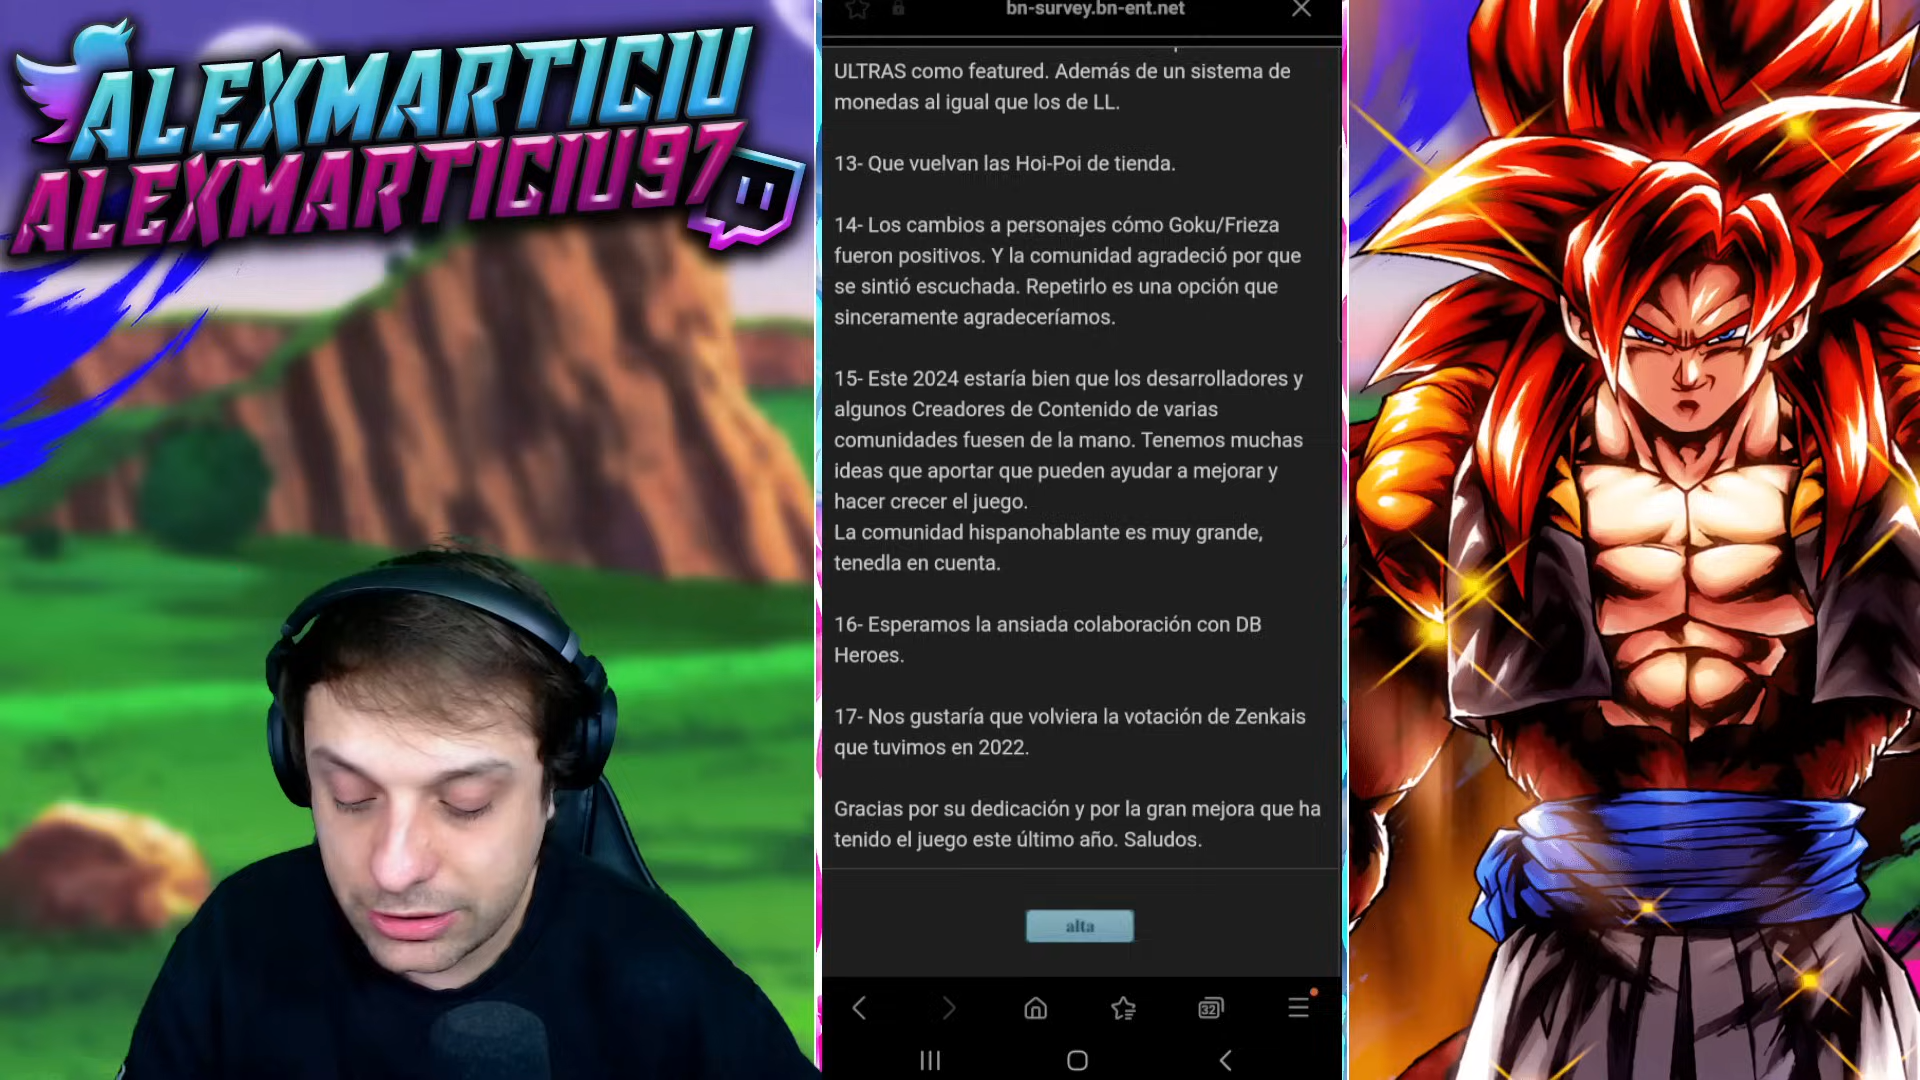 ALEXMARTICIU
ALEXMARTICIU97
bn-survey.bn-ent.net
ULTRAS como featured. Además de un sistema de
monedas al igual que los de LL.
13- Que vuelvan las Hoi-Poi de tienda.
14- Los cambios a personajes cómo Goku/Frieza
fueron positivos. Y la comunidad agradeció por que
se sintió escuchada. Repetirlo es una opción que
sinceramente agradeceríamos.
15- Este 2024 estaría bien que los desarrolladores y
algunos Creadores de Contenido de varias
comunidades fuesen de la mano. Tenemos muchas
ideas que aportar que pueden ayudar a mejorar y
hacer crecer el juego.
La comunidad hispanohablante es muy grande,
tenedla en cuenta.
16- Esperamos la ansiada colaboración con DB
Heroes.
17- Nos gustaría que volviera la votación de Zenkais
que tuvimos en 2022.
Gracias por su dedicación y por la gran mejora que ha
tenido el juego este último año. Saludos.
alta
32